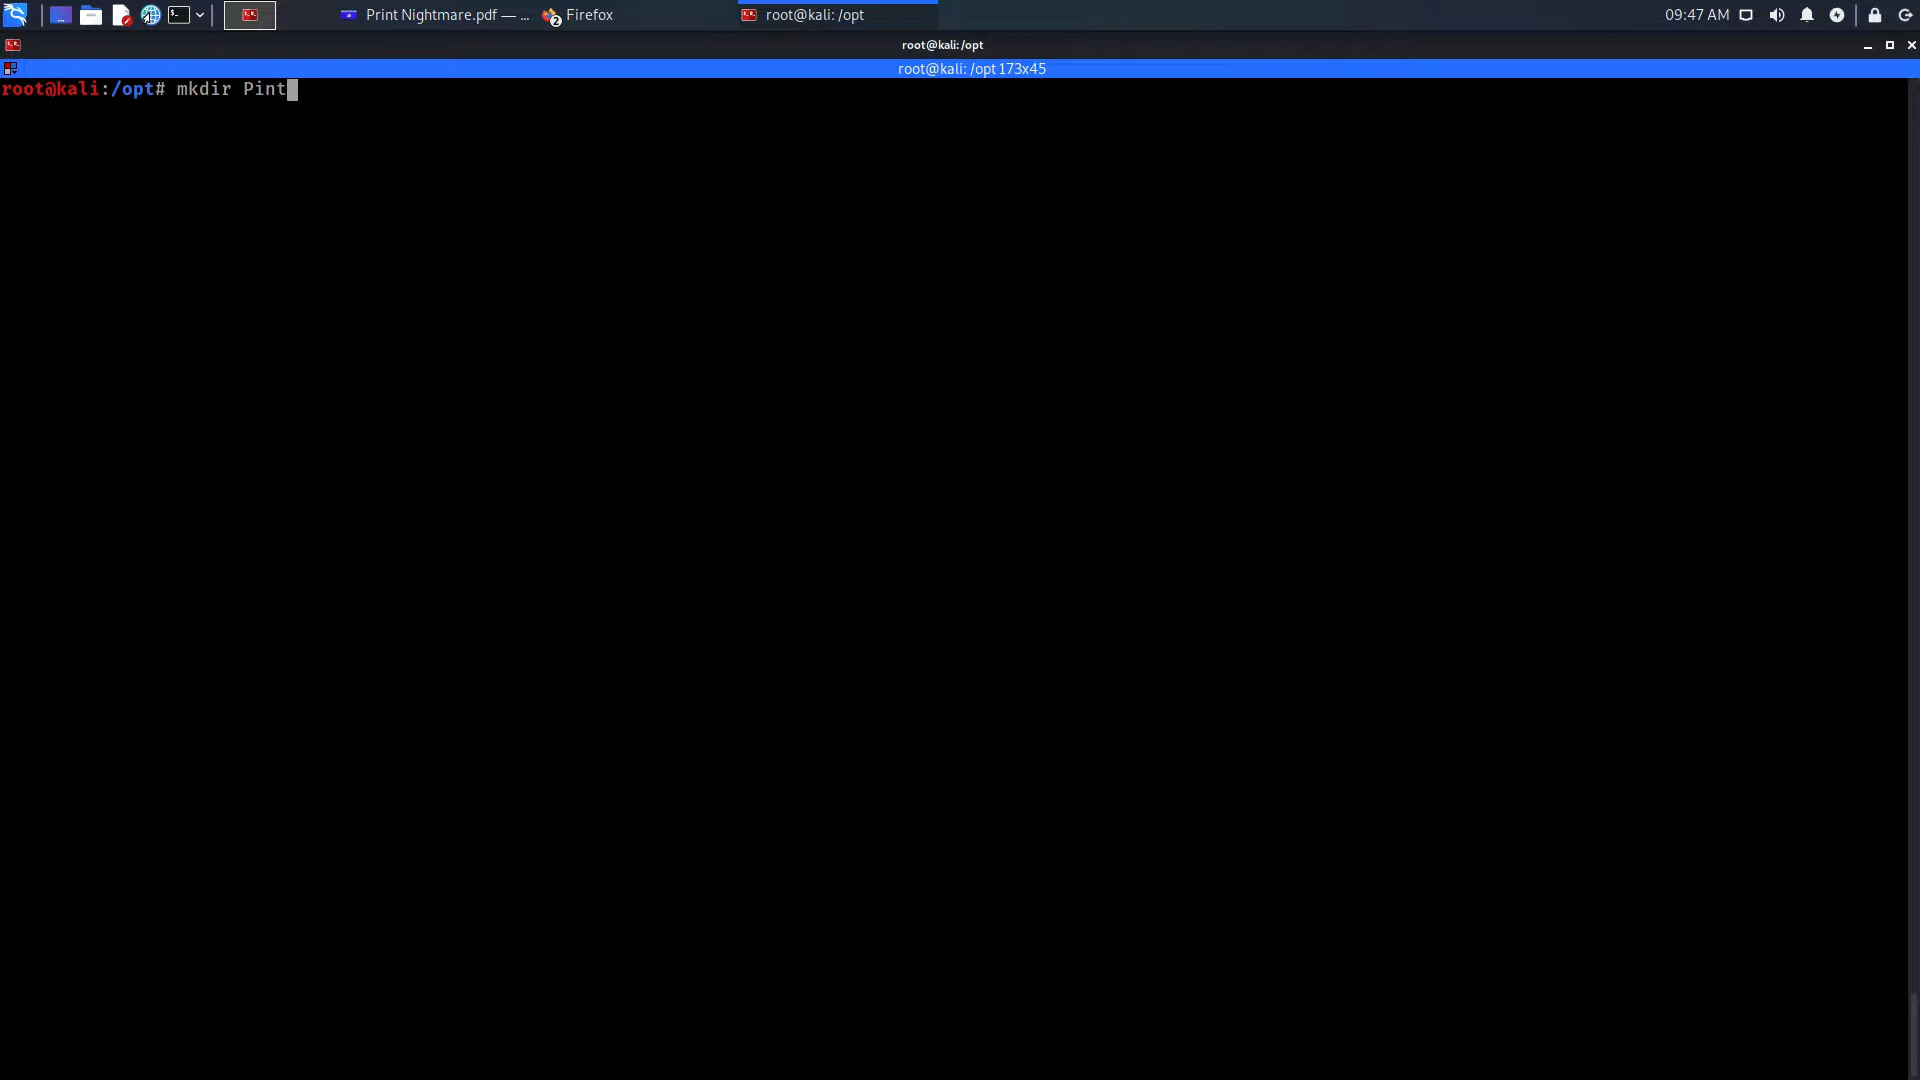 Print Nightmare.pdf — ...
2
Firefox
root@kali: /opt
09:47 AM
root@kali:/opt
root@kali: /opt 173x45
root@kali:/opt# mkdir Pint